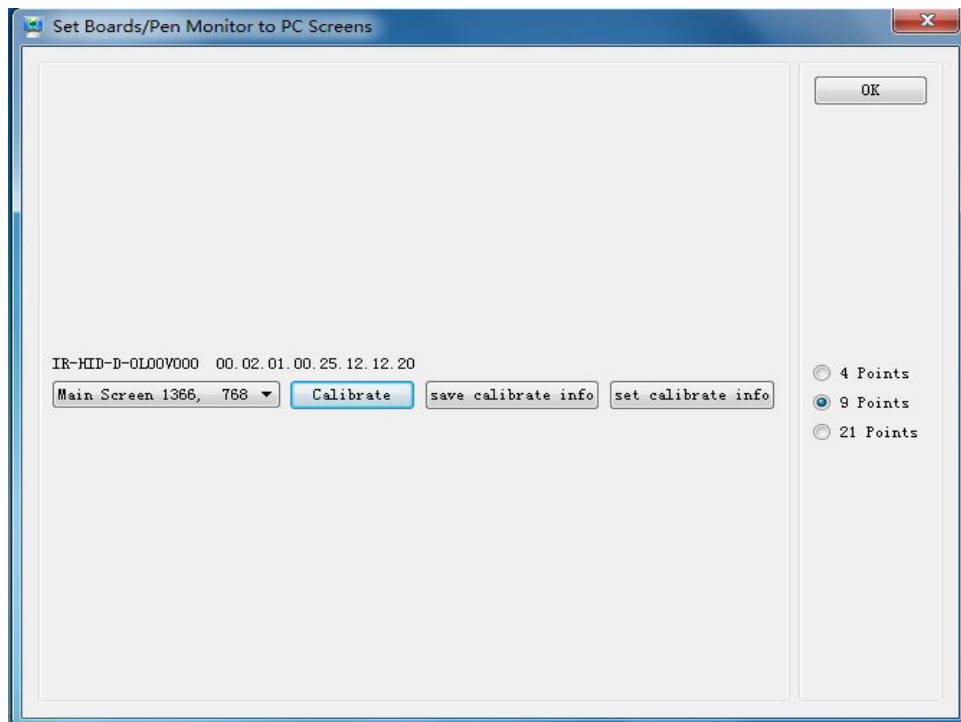 Set Boards/Pen Monitor to PC Screens
OK
IR-HID-D-0L00V000 00.02.01.00.25.12.12.20
Main Screen 1366, 768
Calibrate
save calibrate info
set calibrate info
4 Points
9 Points
21 Points